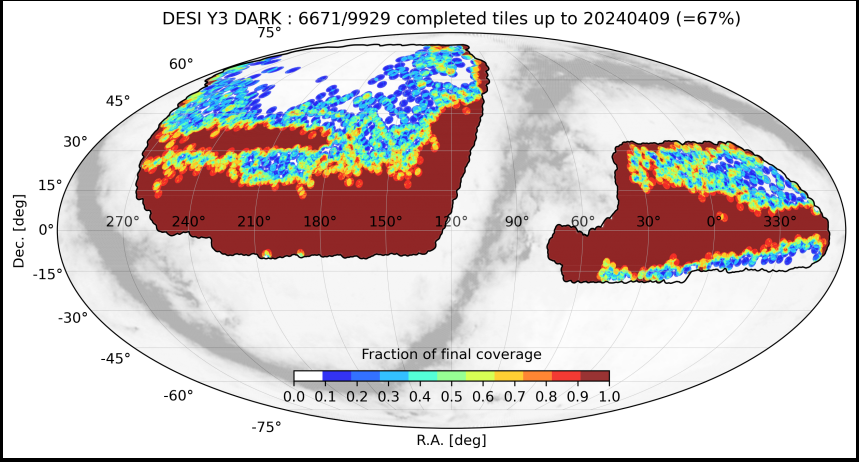 DESI Y3 DARK : 6671/9929 completed tiles up to 20240409 (=67%)
75°
60°
45°
30°
15°
0°
-15°
-30°
-45°
-60°
-75°
Dec. [deg]
270° 240° 210° 180° 150° 120° 90° 60° 30° 0° 330°
Fraction of final coverage
0.0 0.1 0.2 0.3 0.4 0.5 0.6 0.7 0.8 0.9 1.0
R.A. [deg]